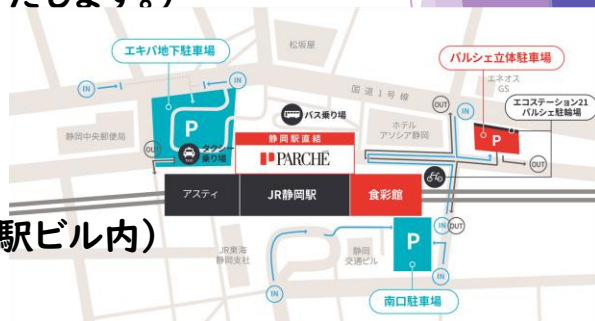 たします。)
エキパ地下駐車場
松坂屋
パルシェ立体駐車場
IN
IN
国道1号線
OUT
IN
エネオス
GS
エコステーション21
パルシェ駐輪場
P
バス乗り場
静岡中央郵便局
静岡駅直結
ホテル
アソシア静岡
P
OUT
タクシー
乗り場
TAXI
PARCHE
OUT
アスティ
JR静岡駅
食彩館
駅ビル内)
JR東海
静岡支社
静岡
交通ビル
P
IN
OUT
IN
IN
南口駐車場